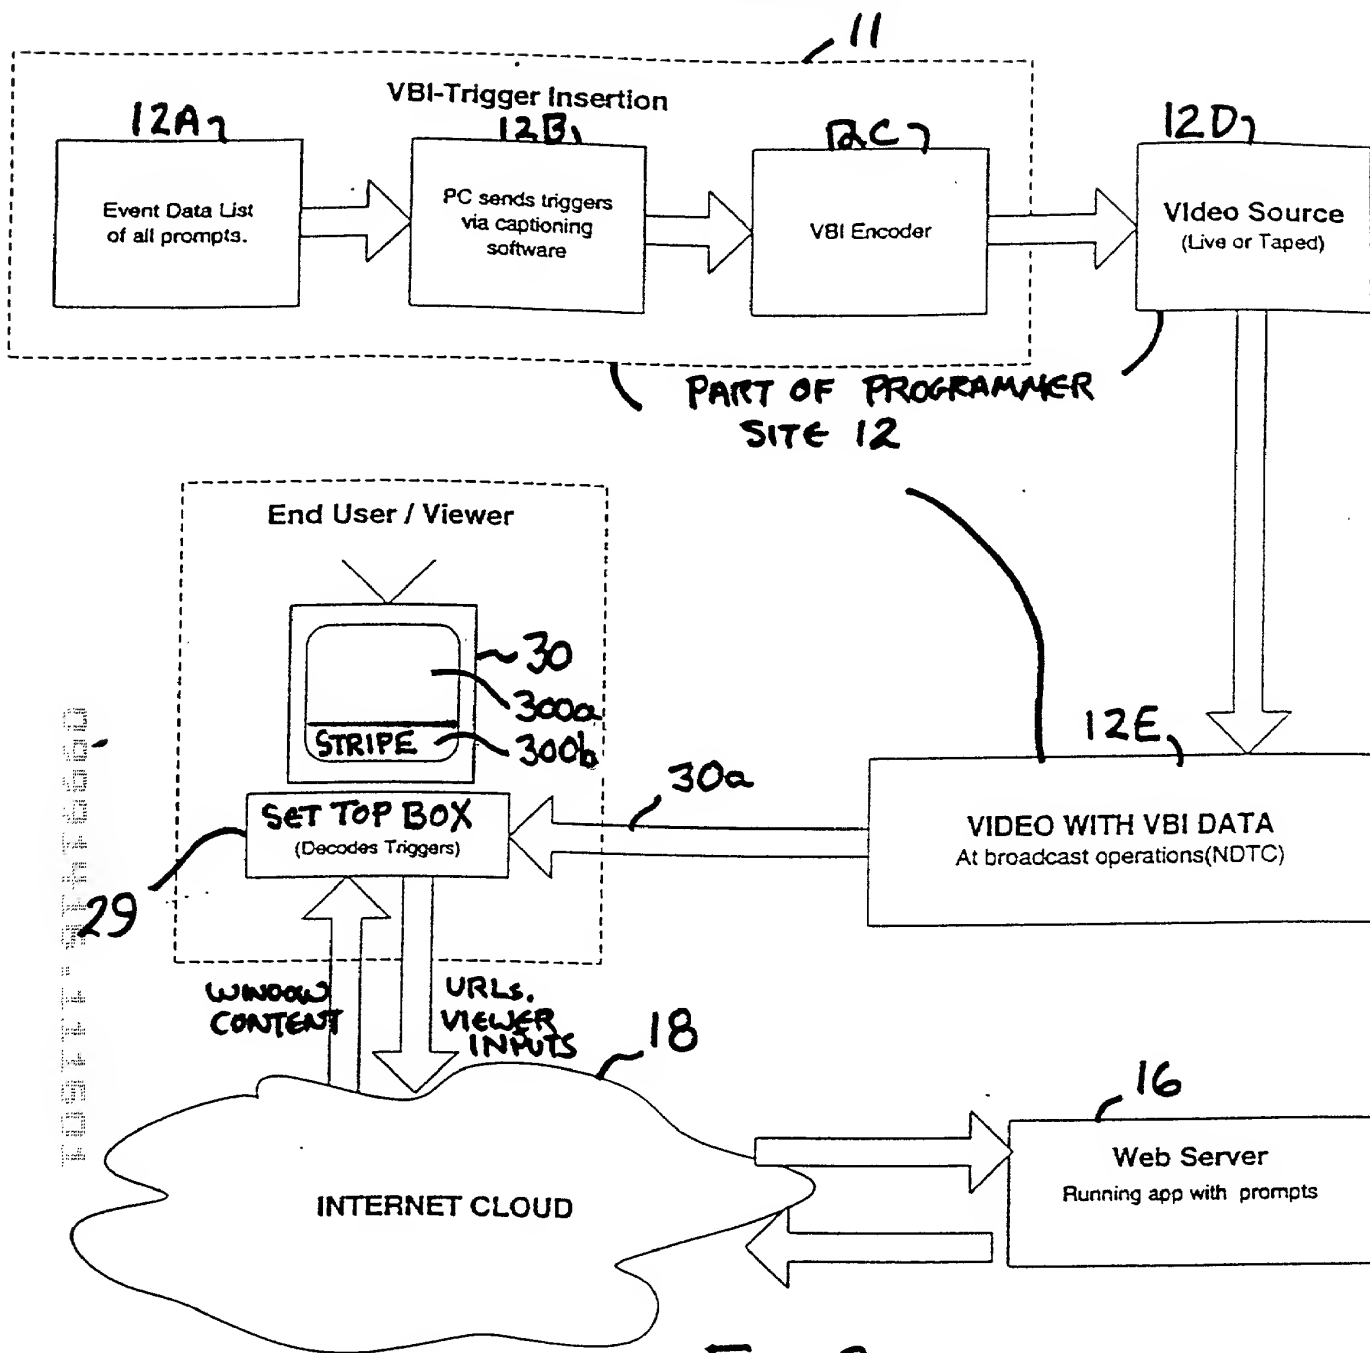 11
VBI-Trigger Insertion
12A
12B
12C
12D
Event Data List
of all prompts.
PC sends triggers
via captioning
software
VBI Encoder
Video Source
(Live or Taped)
PART OF PROGRAMMER
SITE 12
End User / Viewer
30
300a
STRIPE
300b
12E
30a
SET TOP BOX
(Decodes Triggers)
VIDEO WITH VBI DATA
At broadcast operations(NDTC)
29
WINDOW
CONTENT
URLs.
VIEWER
INPUTS
18
16
INTERNET CLOUD
Web Server
Running app with prompts